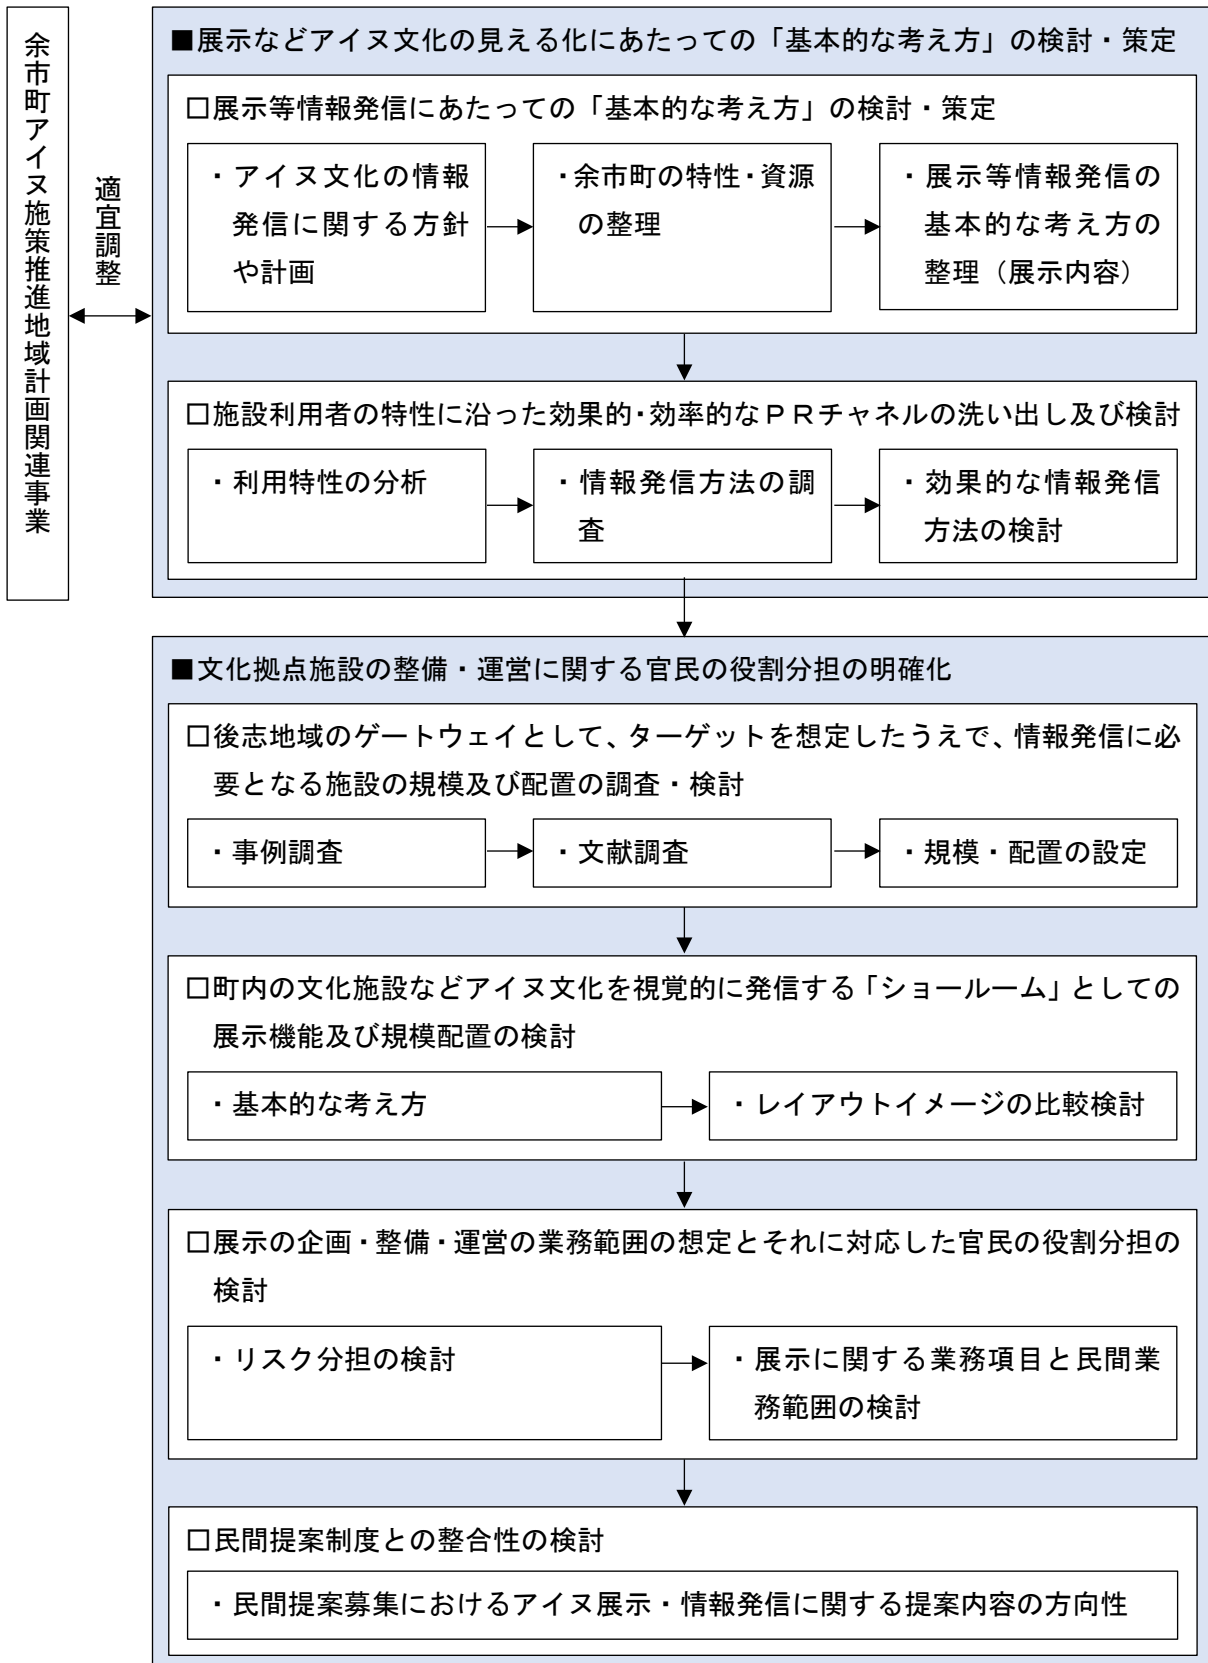 余市町アイヌ施策推進地域計画関連事業
適宜調整
■展示などアイヌ文化の見える化にあたっての「基本的な考え方」の検討・策定
□展示等情報発信にあたっての「基本的な考え方」の検討・策定
・アイヌ文化の情報
発信に関する方針
や計画
・余市町の特性・資源
の整理
・展示等情報発信の
基本的な考え方の
整理（展示内容）
□施設利用者の特性に沿った効果的・効率的なＰＲチャネルの洗い出し及び検討
・利用特性の分析
・情報発信方法の調
査
・効果的な情報発信
方法の検討
■文化拠点施設の整備・運営に関する官民の役割分担の明確化
□後志地域のゲートウェイとして、ターゲットを想定したうえで、情報発信に必
要となる施設の規模及び配置の調査・検討
・事例調査
・文献調査
・規模・配置の設定
□町内の文化施設などアイヌ文化を視覚的に発信する「ショールーム」としての
展示機能及び規模配置の検討
・基本的な考え方
・レイアウトイメージの比較検討
□展示の企画・整備・運営の業務範囲の想定とそれに対応した官民の役割分担の
検討
・リスク分担の検討
・展示に関する業務項目と民間業
務範囲の検討
□民間提案制度との整合性の検討
・民間提案募集におけるアイヌ展示・情報発信に関する提案内容の方向性